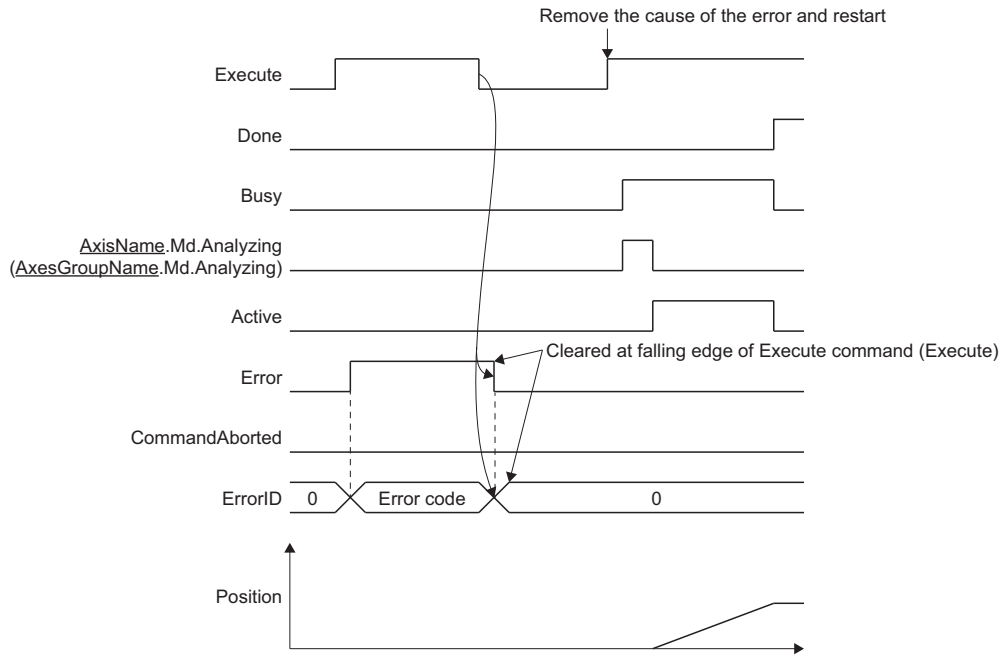 Remove the cause of the error and restart
Execute
Done
Busy
AxisName.Md.Analyzing
(AxesGroupName.Md.Analyzing)
Active
Cleared at falling edge of Execute command (Execute)
Error
CommandAborted
ErrorID 0 Error code 0
Position